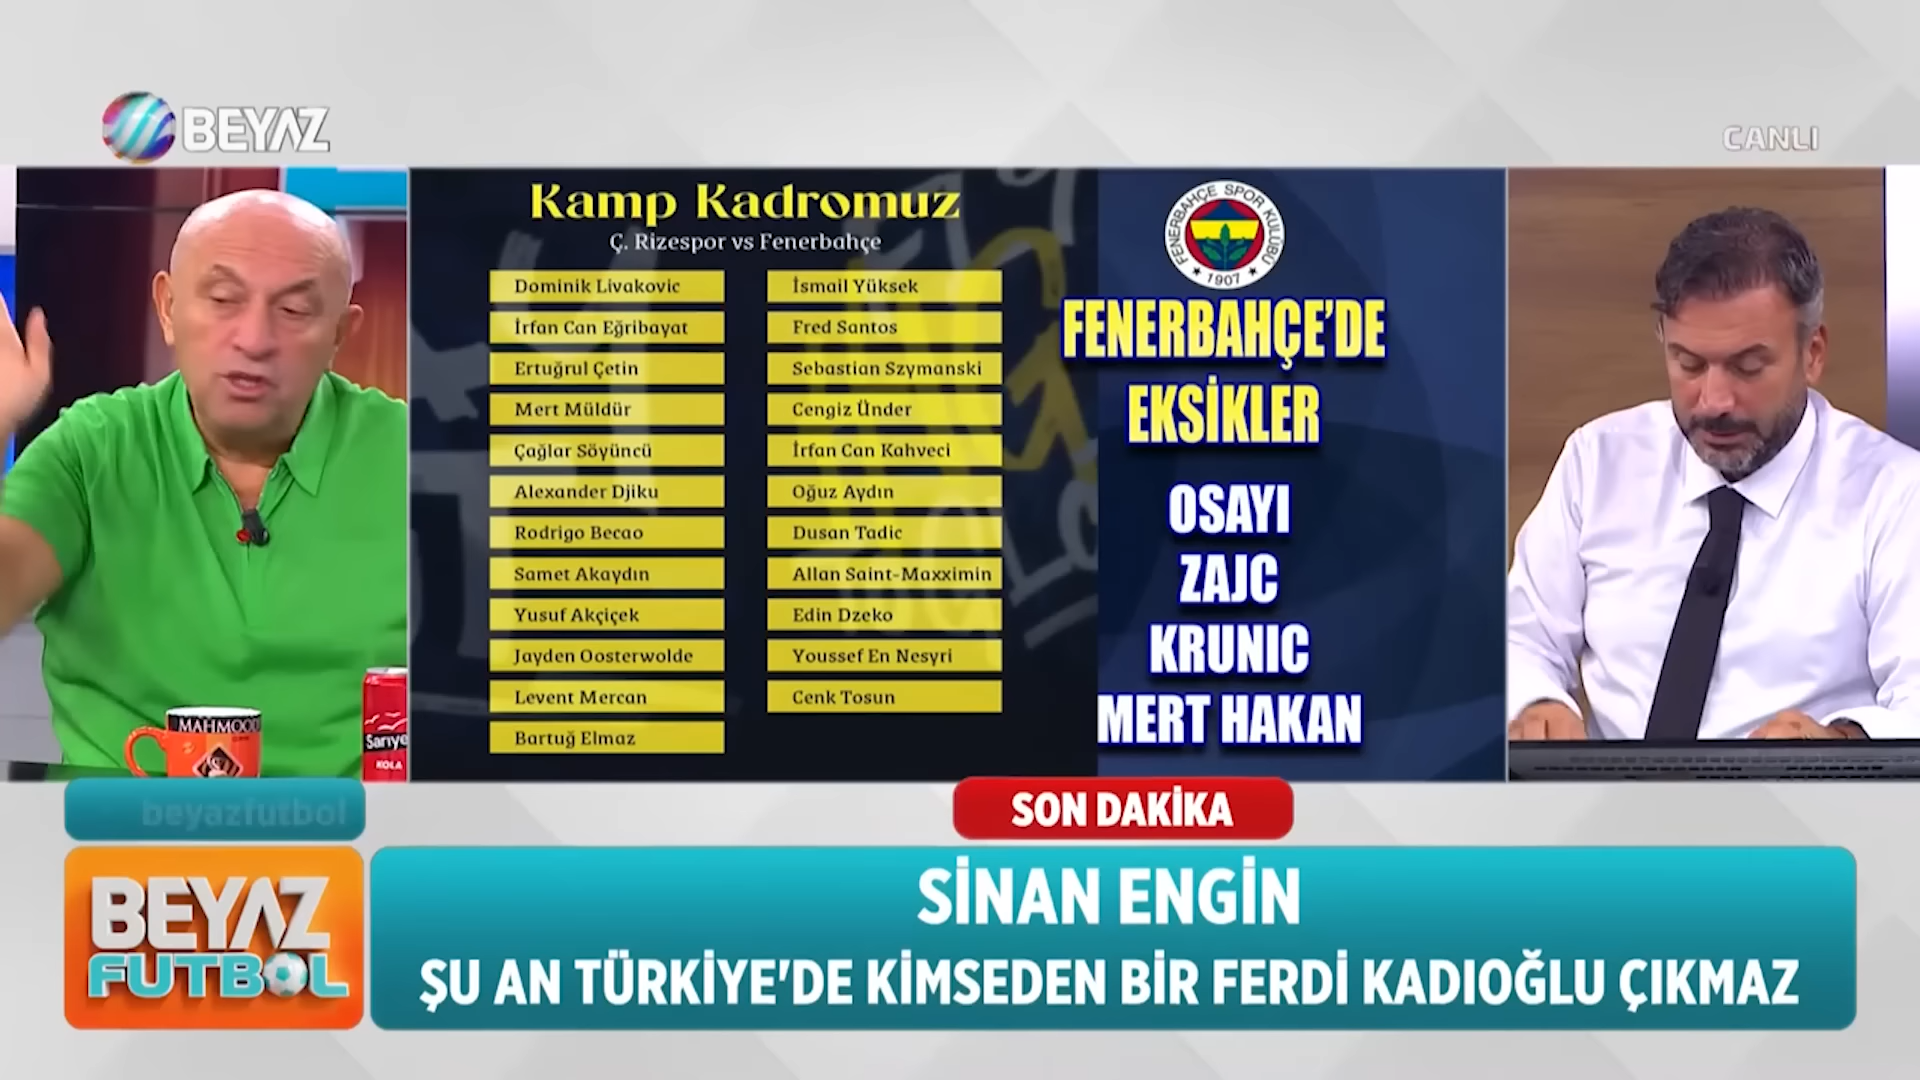 BEYAZ
CANLI
Kamp Kadromuz
Ç. Rizespor vs Fenerbahçe
Dominik Livakovic
İrfan Can Eğribayat
Ertuğrul Çetin
Mert Müldür
Çağlar Söyüncü
Alexander Djiku
Rodrigo Becao
Samet Akaydın
Yusuf Akçiçek
Jayden Oosterwolde
Levent Mercan
Bartuğ Elmaz
İsmail Yüksek
Fred Santos
Sebastian Szymanski
Cengiz Ünder
İrfan Can Kahveci
Oğuz Aydın
Dusan Tadic
Allan Saint-Maxximin
Edin Dzeko
Youssef En Nesyri
Cenk Tosun
FENERBAHÇE SPOR KULÜBÜ
★ 1907 ★
FENERBAHÇE'DE
EKSİKLER
OSAYI
ZAJC
KRUNIC
MERT HAKAN
MAHMOOD
Sarıye
KOLA
beyazfutbol
SON DAKİKA
BEYAZ
FUTBOL
SİNAN ENGİN
ŞU AN TÜRKİYE'DE KİMSEDEN BİR FERDİ KADIOĞLU ÇIKMAZ